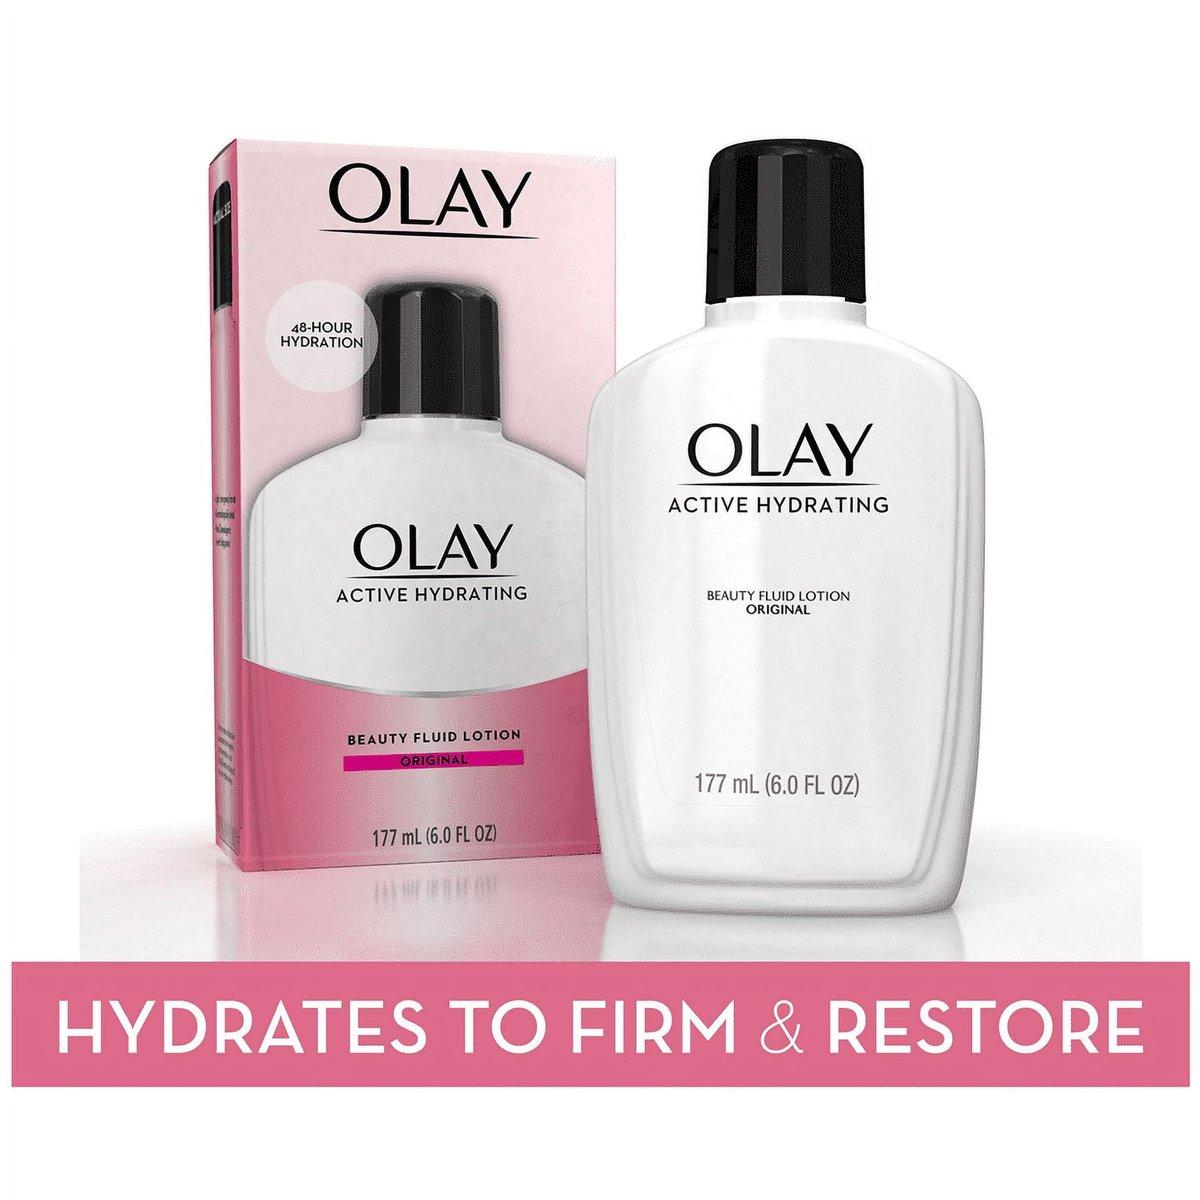 OLAY
48-HOUR
HYDRATION
OLAY
ACTIVE HYDRATING
BEAUTY FLUID LOTION
ORIGINAL
177 mL (6.0 FL OZ)
OLAY
ACTIVE HYDRATING
BEAUTY FLUID LOTION
ORIGINAL
177 mL (6.0 FL OZ)
HYDRATES TO FIRM & RESTORE